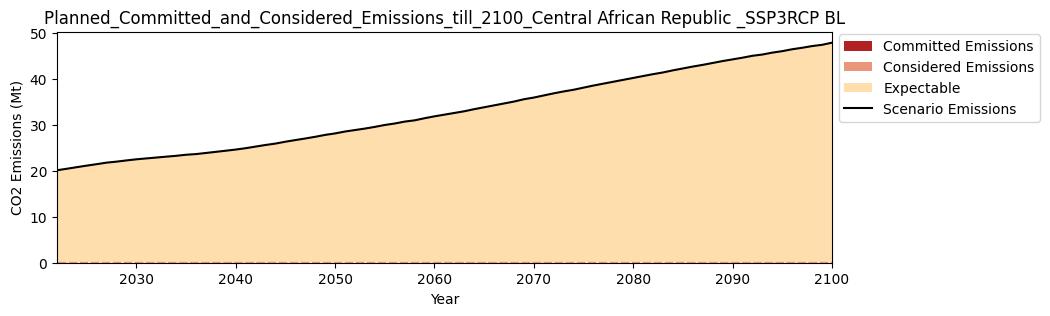 Planned_Committed_and_Considered_Emissions_till_2100_Central African Republic _SSP3RCP BL
50
40
30
20
10
0
CO2 Emissions (Mt)
2030 2040 2050 2060 2070 2080 2090 2100
Year
Committed Emissions
Considered Emissions
Expectable
Scenario Emissions